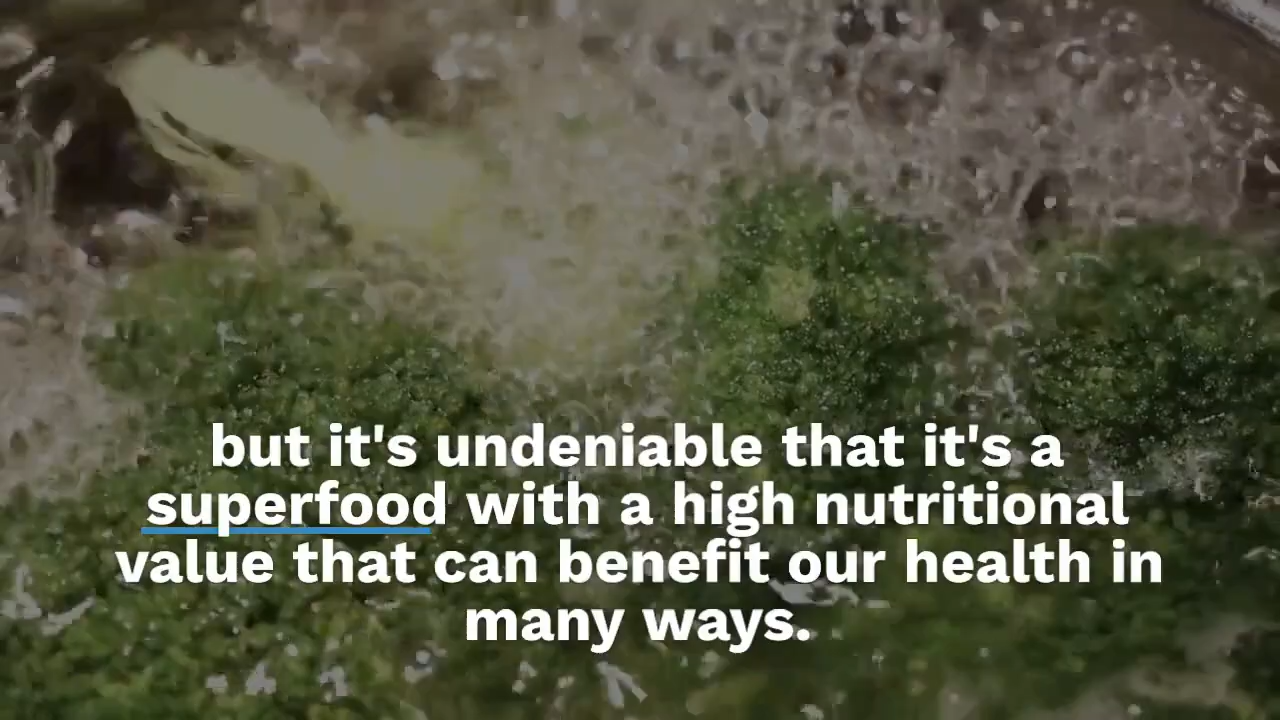 but it's undeniable that it's a
superfood with a high nutritional
value that can benefit our health in
many ways.